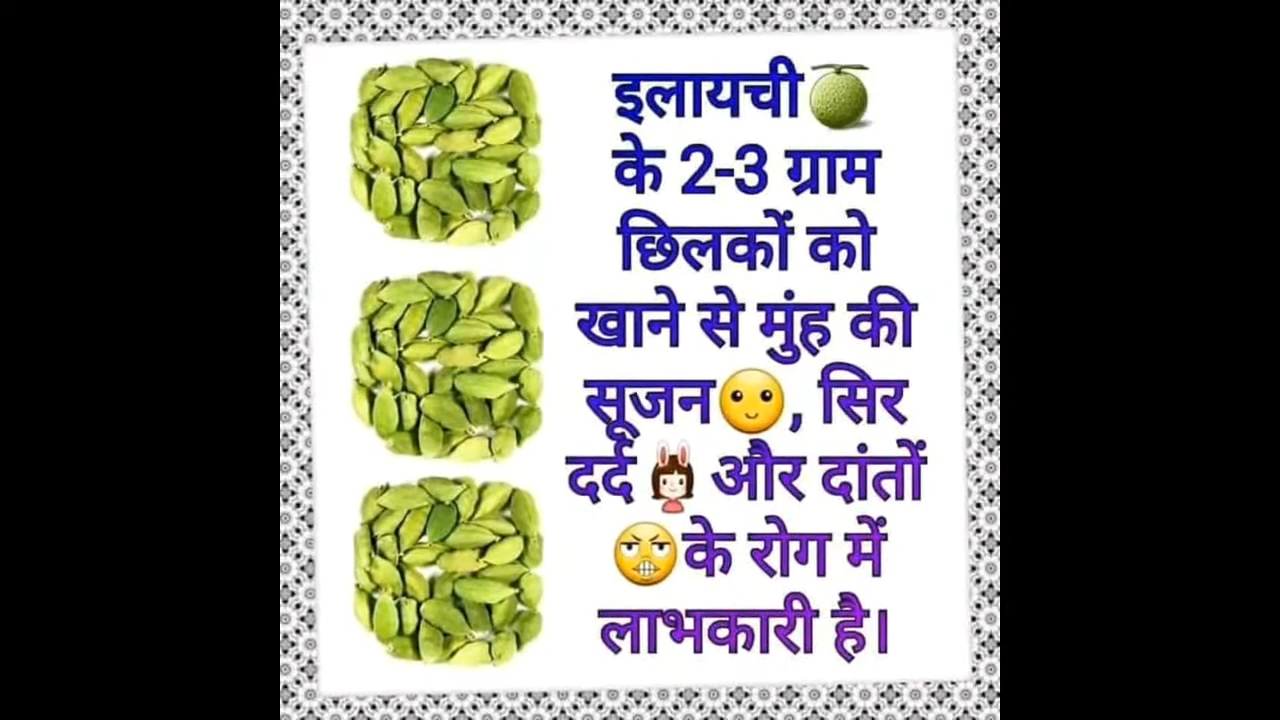 इलायची🍈
के 2-3 ग्राम
छिलकों को
खाने से मुंह की
सूजन🙂, सिर
दर्द👯 और दांतों
😬के रोग में
लाभकारी है।